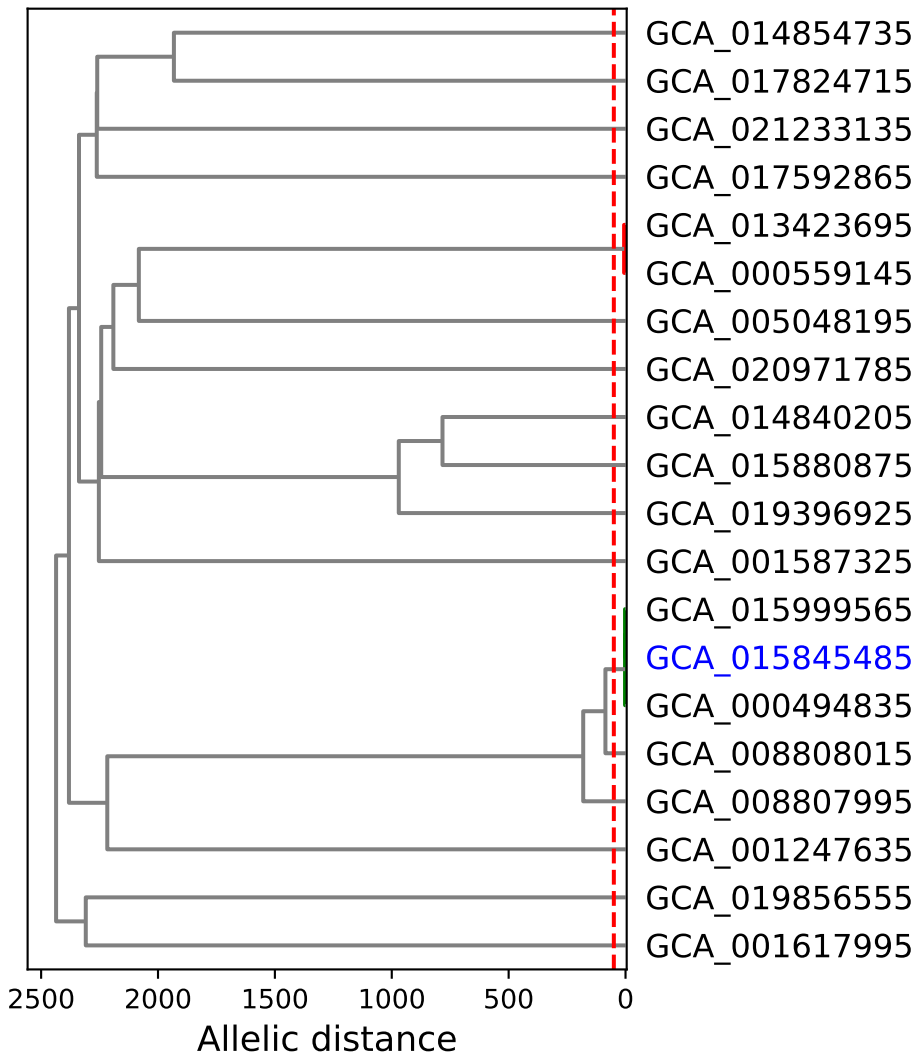 GCA_014854735
GCA_017824715
GCA_021233135
GCA_017592865
GCA_013423695
GCA_000559145
GCA_005048195
GCA_020971785
GCA_014840205
GCA_015880875
GCA_019396925
GCA_001587325
GCA_015999565
GCA_015845485
GCA_000494835
GCA_008808015
GCA_008807995
GCA_001247635
GCA_019856555
GCA_001617995
2500 2000 1500 1000 500 0
Allelic distance